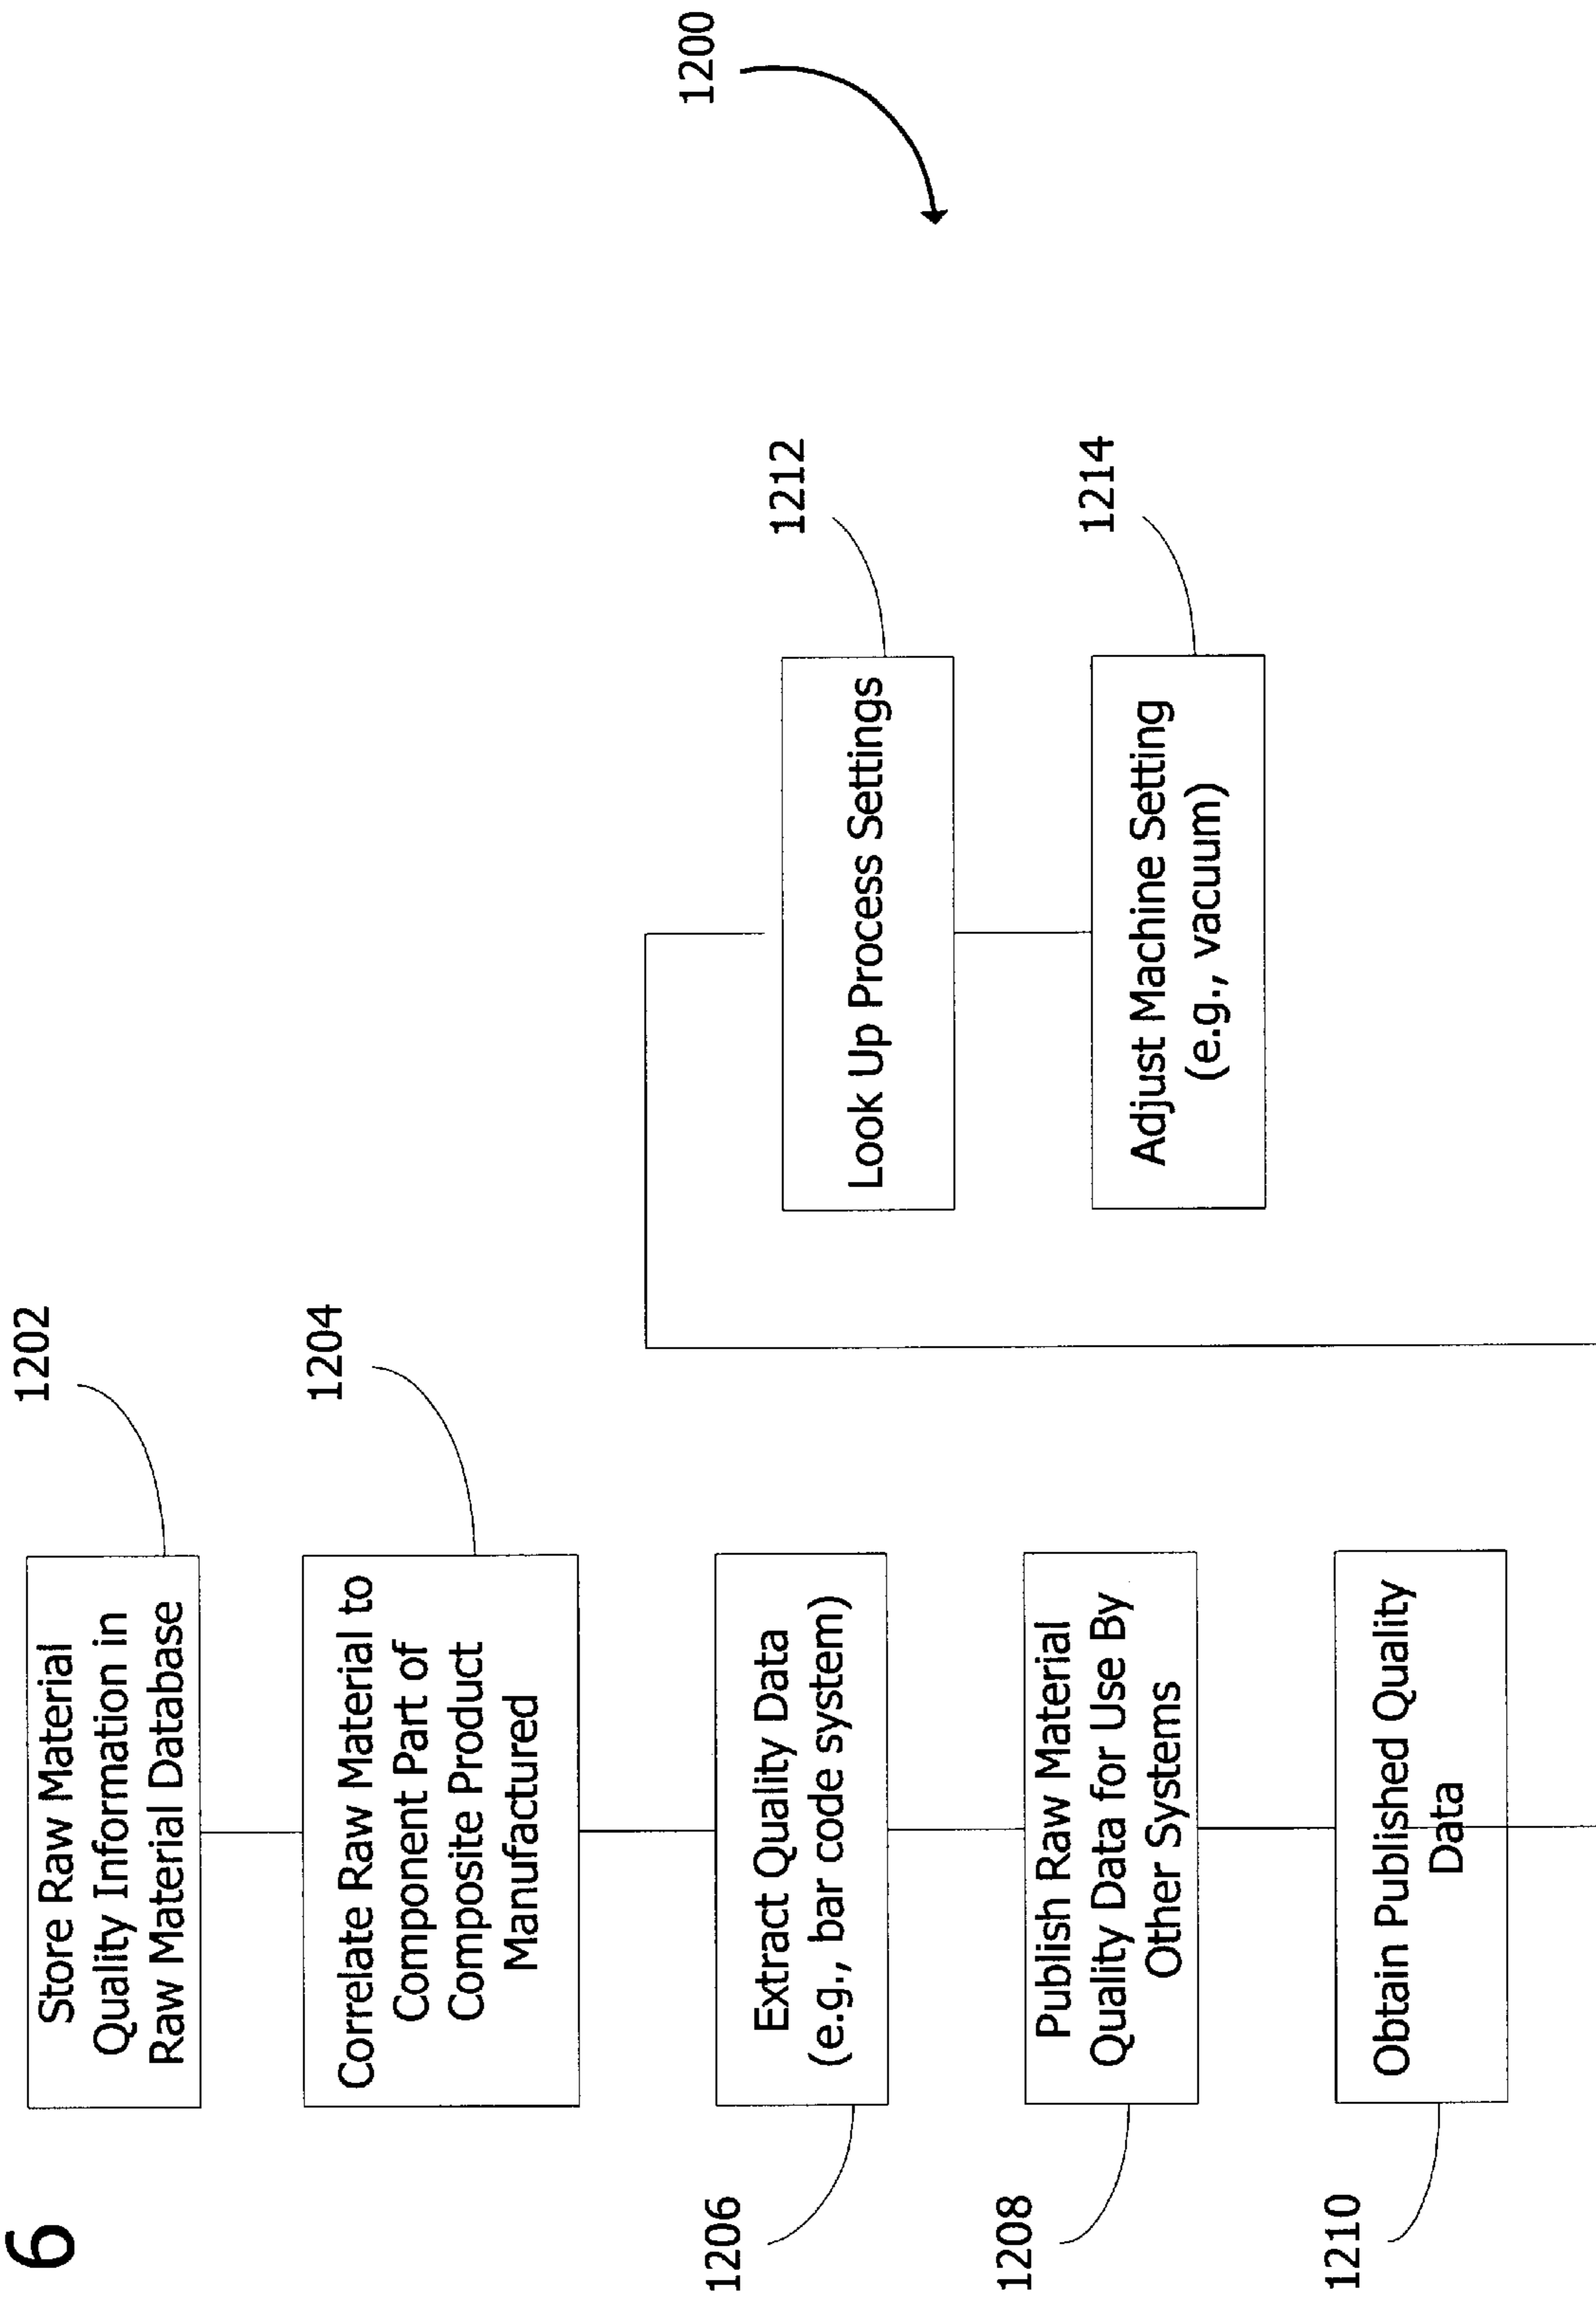 6
1200
1202
Store Raw Material
Quality Information in
Raw Material Database
1204
Correlate Raw Material to
Component Part of
Composite Product
Manufactured
1206
Extract Quality Data
(e.g., bar code system)
1208
Publish Raw Material
Quality Data for Use By
Other Systems
1210
Obtain Published Quality
Data
1212
Look Up Process Settings
1214
Adjust Machine Setting
(e.g., vacuum)